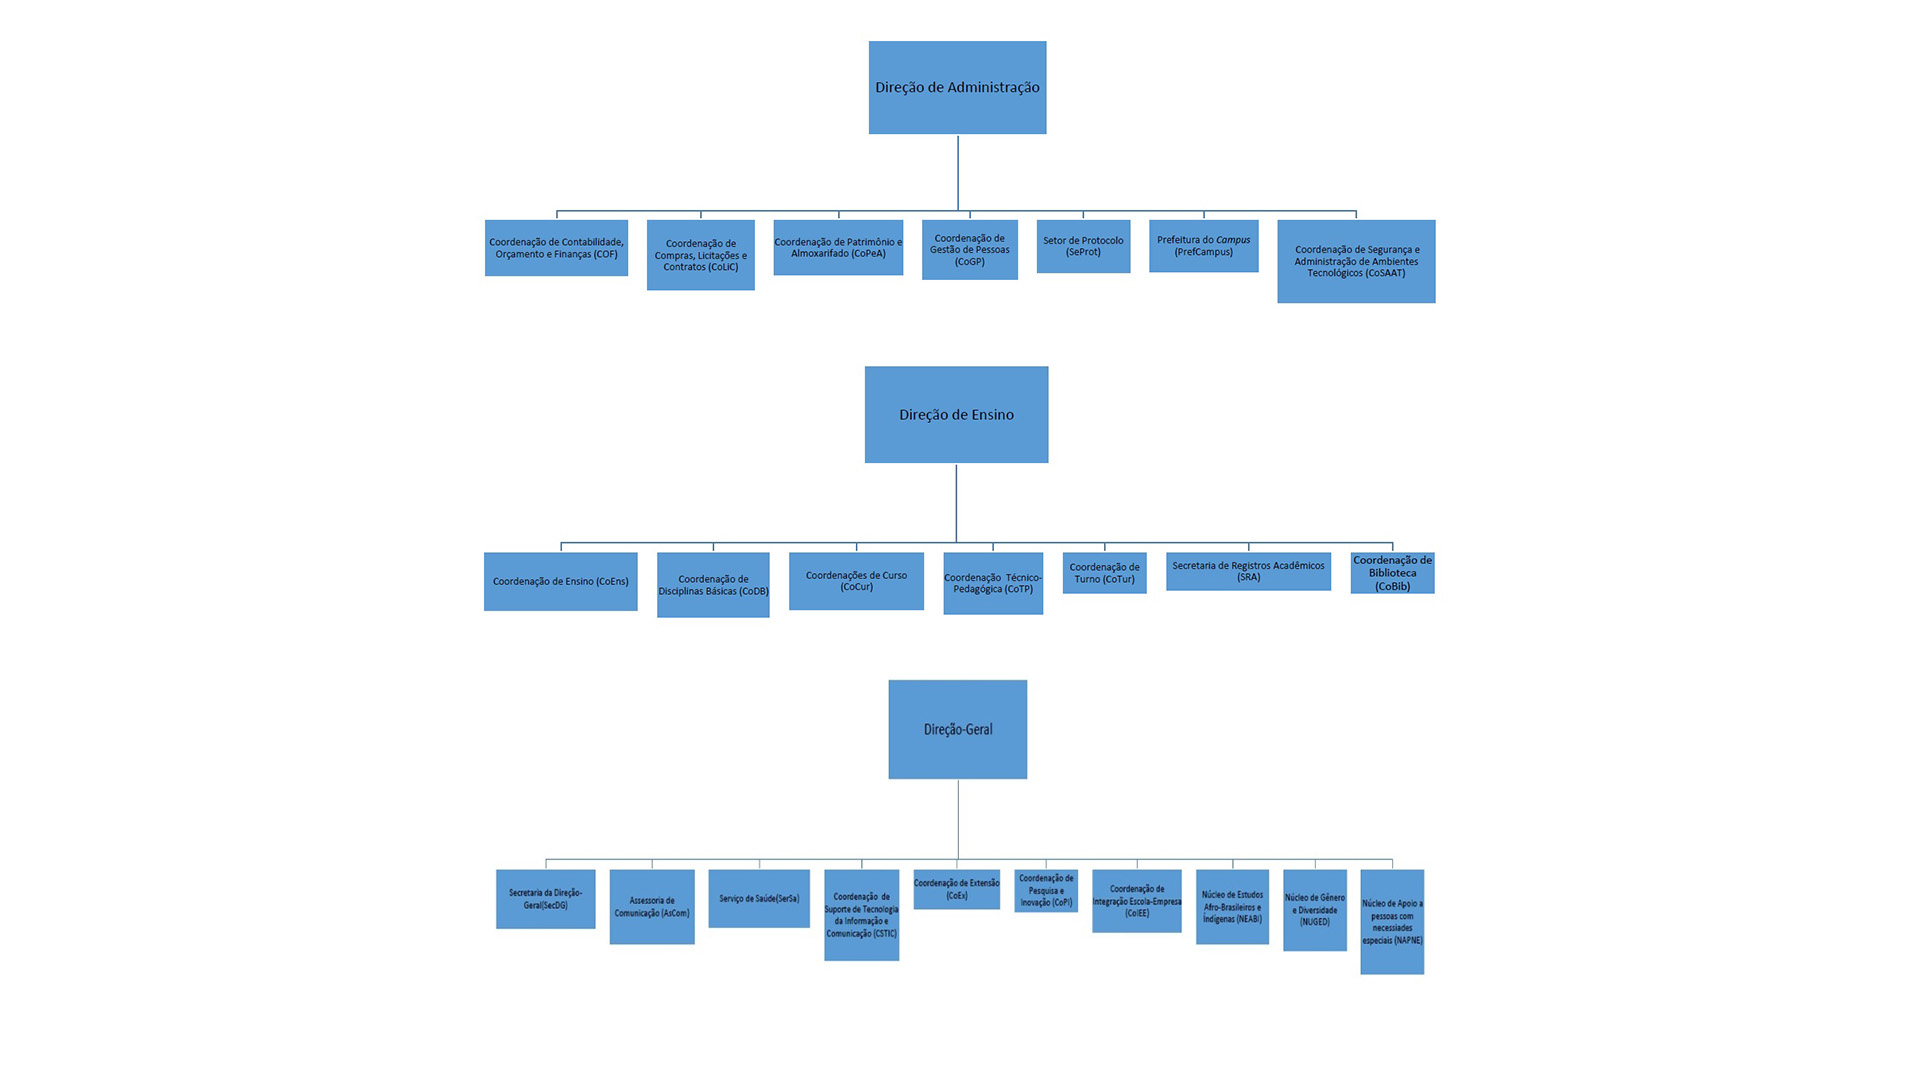 Direção de Administração
Coordenação de Contabilidade,
Orçamento e Finanças (COF)
Coordenação de
Compras, Licitações e
Contratos (CoLiC)
Coordenação de Patrimônio e
Almoxarifado (CoPeA)
Coordenação de
Gestão de Pessoas
(CoGP)
Setor de Protocolo
(SeProt)
Prefeitura do Campus
(PrefCampus)
Coordenação de Segurança e
Administração de Ambientes
Tecnológicos (CoSAAT)
Direção de Ensino
Coordenação de Ensino (CoEns)
Coordenação de
Disciplinas Básicas (CoDB)
Coordenações de Curso
(CoCur)
Coordenação Técnico-
Pedagógica (CoTP)
Coordenação de
Turno (CoTur)
Secretaria de Registros Acadêmicos
(SRA)
Coordenação de
Biblioteca
(CoBib)
Direção-Geral
Secretaria da Direção-
Geral(SecDG)
Assessoria de
Comunicação (AsCom)
Serviço de Saúde(SerSa)
Coordenação de
Suporte de Tecnologia
da Informação e
Comunicação (CSTIC)
Coordenação de Extensão
(CoEx)
Coordenação de
Pesquisa e
Inovação (CoPI)
Coordenação de
Integração Escola-Empresa
(CoIEE)
Núcleo de Estudos
Afro-Brasileiros e
Índigenas (NEABI)
Núcleo de Gênero
e Diversidade
(NUGED)
Núcleo de Apoio a
pessoas com
necessiades
especiais (NAPNE)